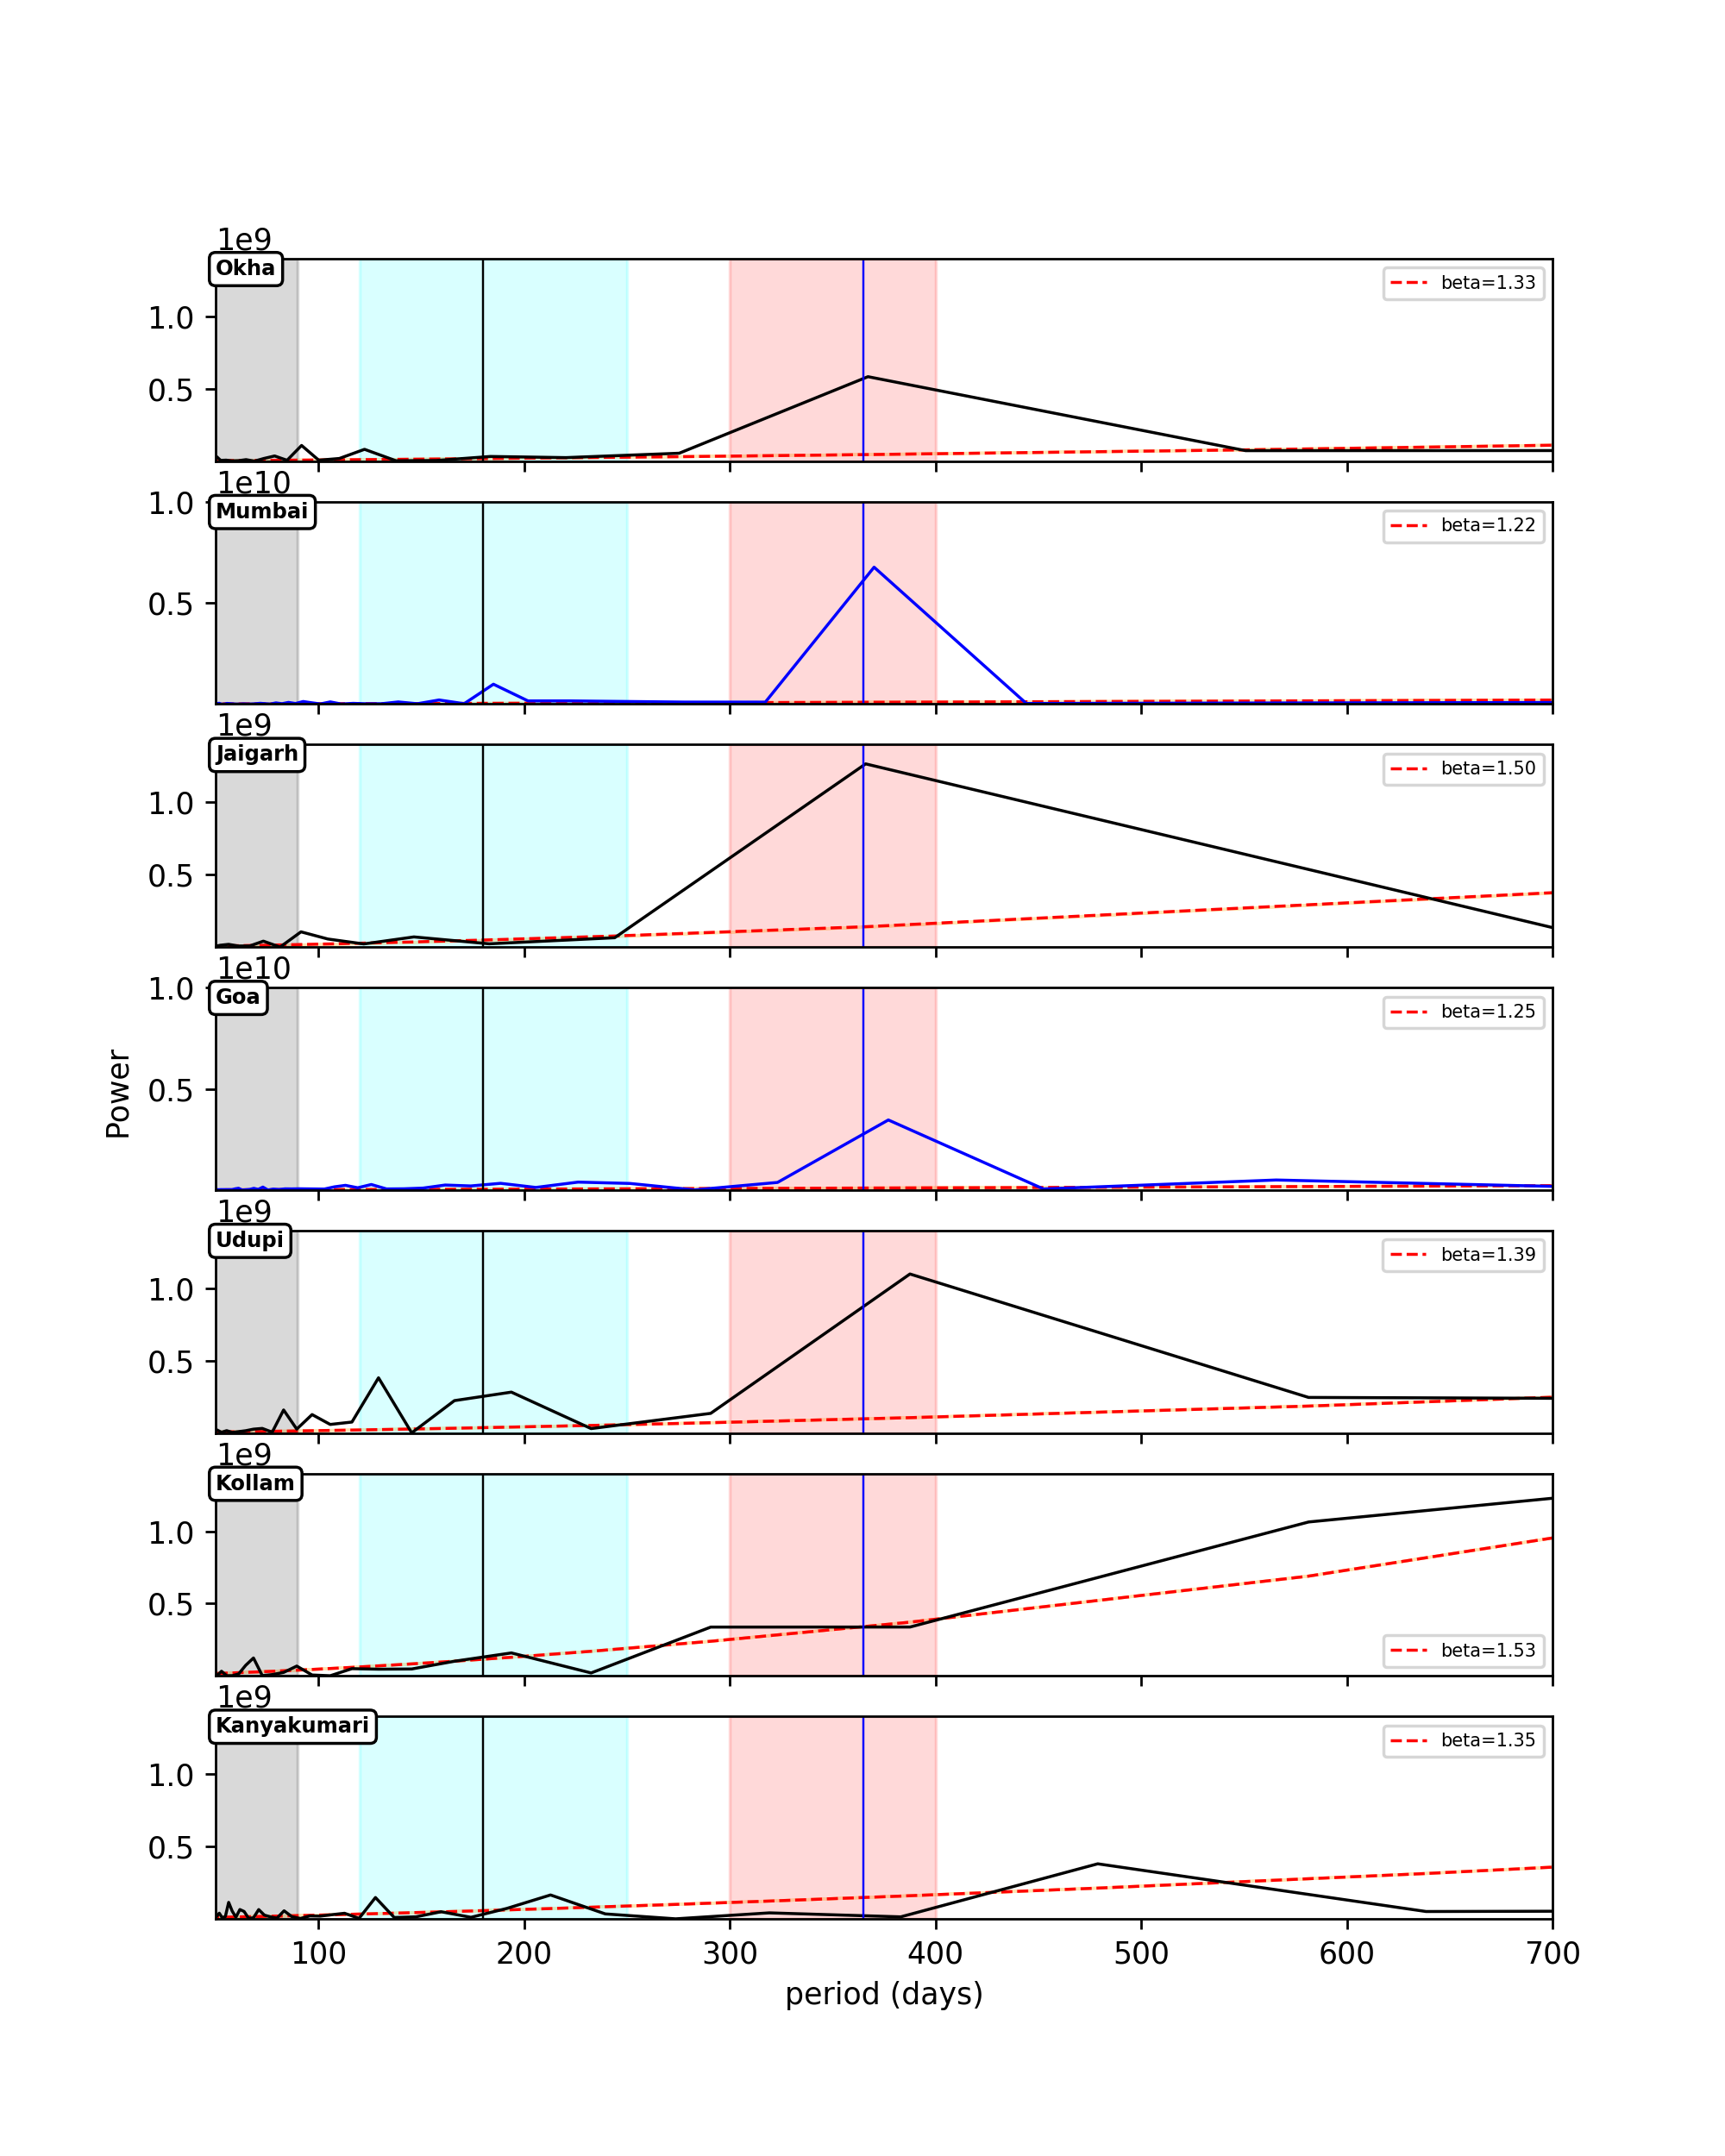 1e9
Okha
beta=1.33
1.0
0.5
1e10
1.0
Mumbai
beta=1.22
0.5
1e9
Jaigarh
beta=1.50
1.0
0.5
1e10
1.0
Goa
beta=1.25
0.5
Power
1e9
Udupi
beta=1.39
1.0
0.5
1e9
Kollam
1.0
0.5
beta=1.53
1e9
Kanyakumari
beta=1.35
1.0
0.5
100 200 300 400 500 600 700
period (days)